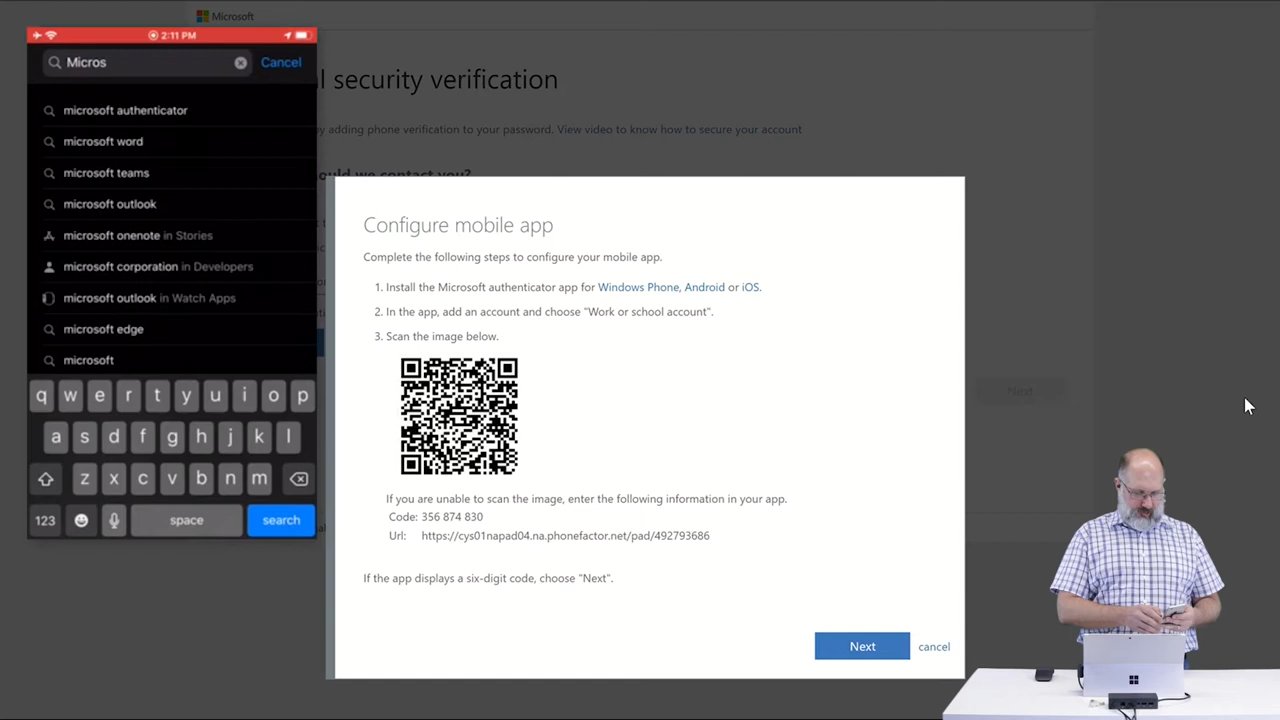 Microsoft
2:11 PM
Micros
Cancel
microsoft authenticator
microsoft word
microsoft teams
microsoft outlook
microsoft onenote in Stories
microsoft corporation in Developers
microsoft outlook in Watch Apps
microsoft edge
microsoft
q w e r t y u i o p
a s d f g h j k l
z x c v b n m
123
space
search
l security verification
by adding phone verification to your password. View video to know how to secure your account
ould we contact you?
Configure mobile app
Complete the following steps to configure your mobile app.
1. Install the Microsoft authenticator app for Windows Phone, Android or iOS.
2. In the app, add an account and choose "Work or school account".
3. Scan the image below.
If you are unable to scan the image, enter the following information in your app.
Code: 356 874 830
Url: https://cys01napad04.na.phonefactor.net/pad/492793686
If the app displays a six-digit code, choose "Next".
Next
cancel
Next